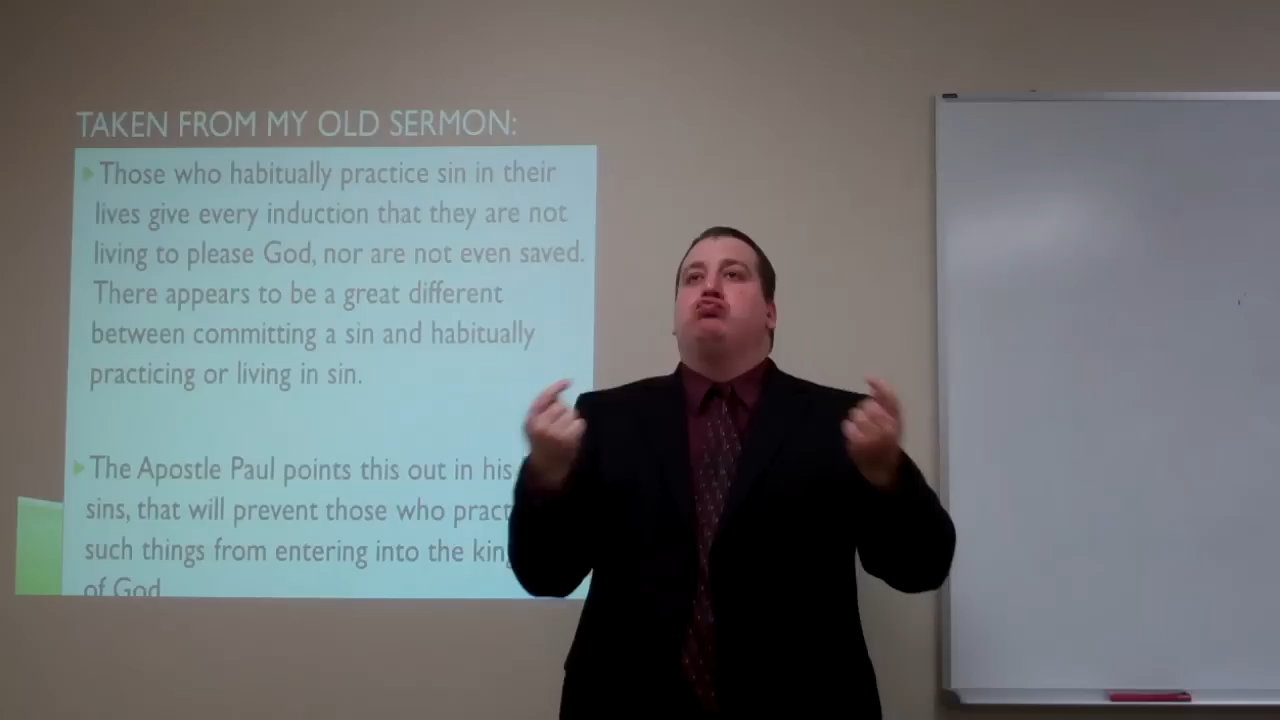 TAKEN FROM MY OLD SERMON:
Those who habitually practice sin in their
lives give every induction that they are not
living to please God, nor are not even saved.
There appears to be a great different
between committing a sin and habitually
practicing or living in sin.
The Apostle Paul points this out in his
sins, that will prevent those who pract
such things from entering into the king
of God